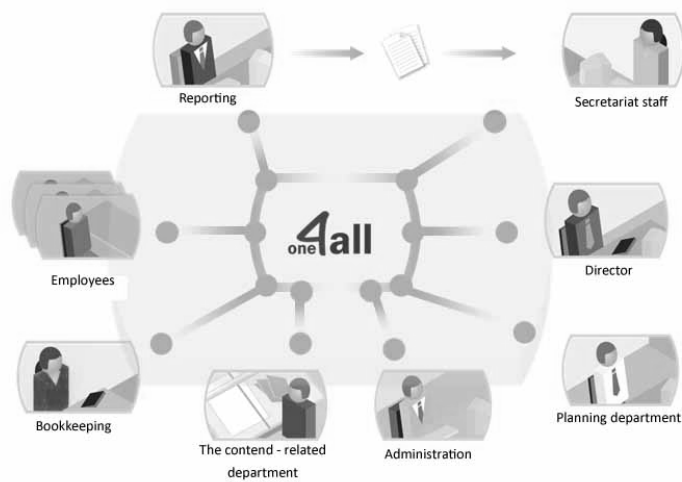 Reporting
Secretariat staff
one4all
Employees
Director
Bookkeeping
The contend - related
department
Administration
Planning department